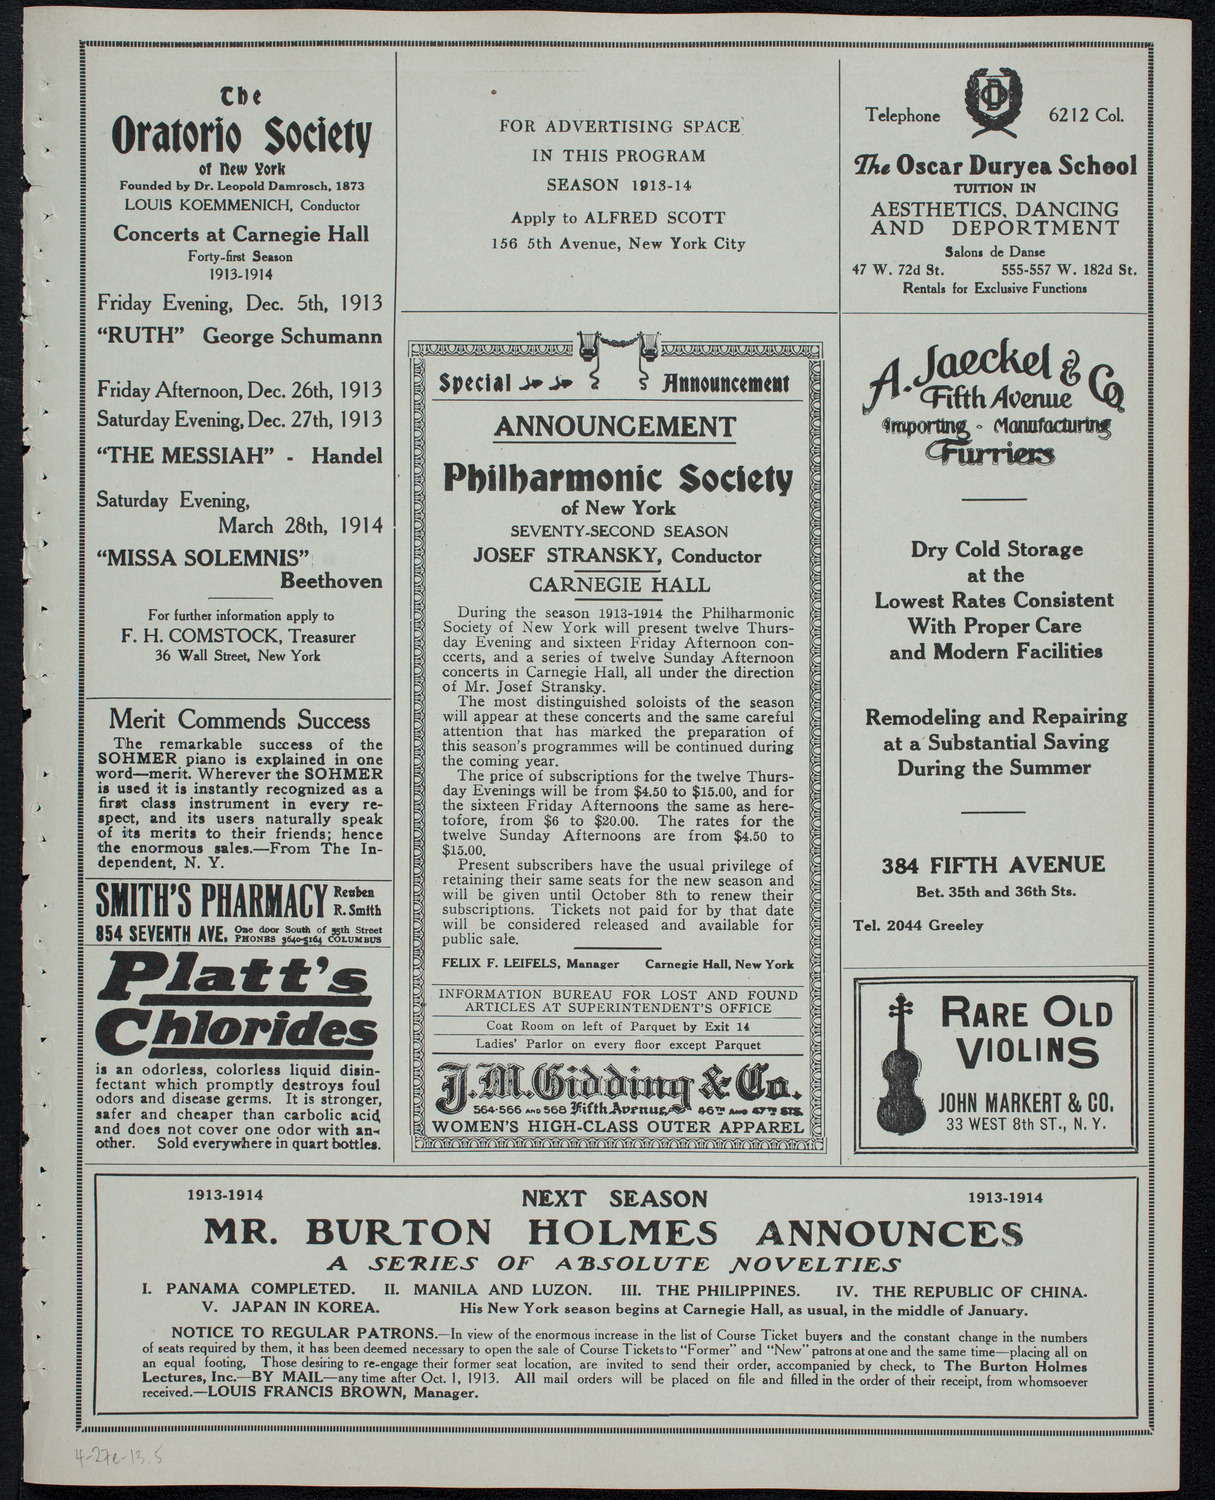 The
Oratorio Society
of New York
Founded by Dr. Leopold Damrosch, 1873
LOUIS KOEMMENICH, Conductor
Concerts at Carnegie Hall
Forty-first Season
1913-1914
Friday Evening, Dec. 5th, 1913
“RUTH” George Schumann
Friday Afternoon, Dec. 26th, 1913
Saturday Evening, Dec. 27th, 1913
“THE MESSIAH” - Handel
Saturday Evening,
March 28th, 1914
“MISSA SOLEMNIS”
Beethoven
For further information apply to
F. H. COMSTOCK, Treasurer
36 Wall Street, New York
Merit Commends Success
The remarkable success of the
SOHMER piano is explained in one
word—merit. Wherever the SOHMER
is used it is instantly recognized as a
first class instrument in every re-
spect, and its users naturally speak
of its merits to their friends; hence
the enormous sales.—From The In-
dependent, N. Y.
SMITH'S PHARMACY Reuben
R. Smith
854 SEVENTH AVE. One door South of 55th Street
PHONES 3640-5164 COLUMBUS
Platt's
Chlorides
is an odorless, colorless liquid disin-
fectant which promptly destroys foul
odors and disease germs. It is stronger,
safer and cheaper than carbolic acid
and does not cover one odor with an-
other. Sold everywhere in quart bottles.
FOR ADVERTISING SPACE
IN THIS PROGRAM
SEASON 1913-14
Apply to ALFRED SCOTT
156 5th Avenue, New York City
Special Announcement
ANNOUNCEMENT
Philharmonic Society
of New York
SEVENTY-SECOND SEASON
JOSEF STRANSKY, Conductor
CARNEGIE HALL
During the season 1913-1914 the Philharmonic
Society of New York will present twelve Thurs-
day Evening and sixteen Friday Afternoon con-
certs, and a series of twelve Sunday Afternoon
concerts in Carnegie Hall, all under the direction
of Mr. Josef Stransky.
The most distinguished soloists of the season
will appear at these concerts and the same careful
attention that has marked the preparation of
this season's programmes will be continued during
the coming year.
The price of subscriptions for the twelve Thurs-
day Evenings will be from $4.50 to $15.00, and for
the sixteen Friday Afternoons the same as here-
tofore, from $6 to $20.00. The rates for the
twelve Sunday Afternoons are from $4.50 to
$15.00.
Present subscribers have the usual privilege of
retaining their same seats for the new season and
will be given until October 8th to renew their
subscriptions. Tickets not paid for by that date
will be considered released and available for
public sale.
FELIX F. LEIFELS, Manager Carnegie Hall, New York
INFORMATION BUREAU FOR LOST AND FOUND
ARTICLES AT SUPERINTENDENT'S OFFICE
Coat Room on left of Parquet by Exit 14
Ladies' Parlor on every floor except Parquet
J. M. Gidding & Co.
564-566 AND 568 Fifth Avenue, 46TH AND 47TH STS.
WOMEN'S HIGH-CLASS OUTER APPAREL
Telephone 6212 Col.
The Oscar Duryea School
TUITION IN
AESTHETICS, DANCING
AND DEPORTMENT
Salons de Danse
47 W. 72d St. 555-557 W. 182d St.
Rentals for Exclusive Functions
A. Jaeckel & Co
Fifth Avenue
Importing - Manufacturing
Furriers
Dry Cold Storage
at the
Lowest Rates Consistent
With Proper Care
and Modern Facilities
Remodeling and Repairing
at a Substantial Saving
During the Summer
384 FIFTH AVENUE
Bet. 35th and 36th Sts.
Tel. 2044 Greeley
RARE OLD
VIOLINS
JOHN MARKERT & CO.
33 WEST 8th ST., N. Y.
1913-1914 NEXT SEASON 1913-1914
MR. BURTON HOLMES ANNOUNCES
A SERIES OF ABSOLUTE NOVELTIES
I. PANAMA COMPLETED. II. MANILA AND LUZON. III. THE PHILIPPINES. IV. THE REPUBLIC OF CHINA.
V. JAPAN IN KOREA. His New York season begins at Carnegie Hall, as usual, in the middle of January.
NOTICE TO REGULAR PATRONS.—In view of the enormous increase in the list of Course Ticket buyers and the constant change in the numbers
of seats required by them, it has been deemed necessary to open the sale of Course Tickets to “Former” and “New” patrons at one and the same time—placing all on
an equal footing, Those desiring to re-engage their former seat location, are invited to send their order, accompanied by check, to The Burton Holmes
Lectures, Inc.—BY MAIL—any time after Oct. 1, 1913. All mail orders will be placed on file and filled in the order of their receipt, from whomsoever
received.—LOUIS FRANCIS BROWN, Manager.
4-27e-13.5